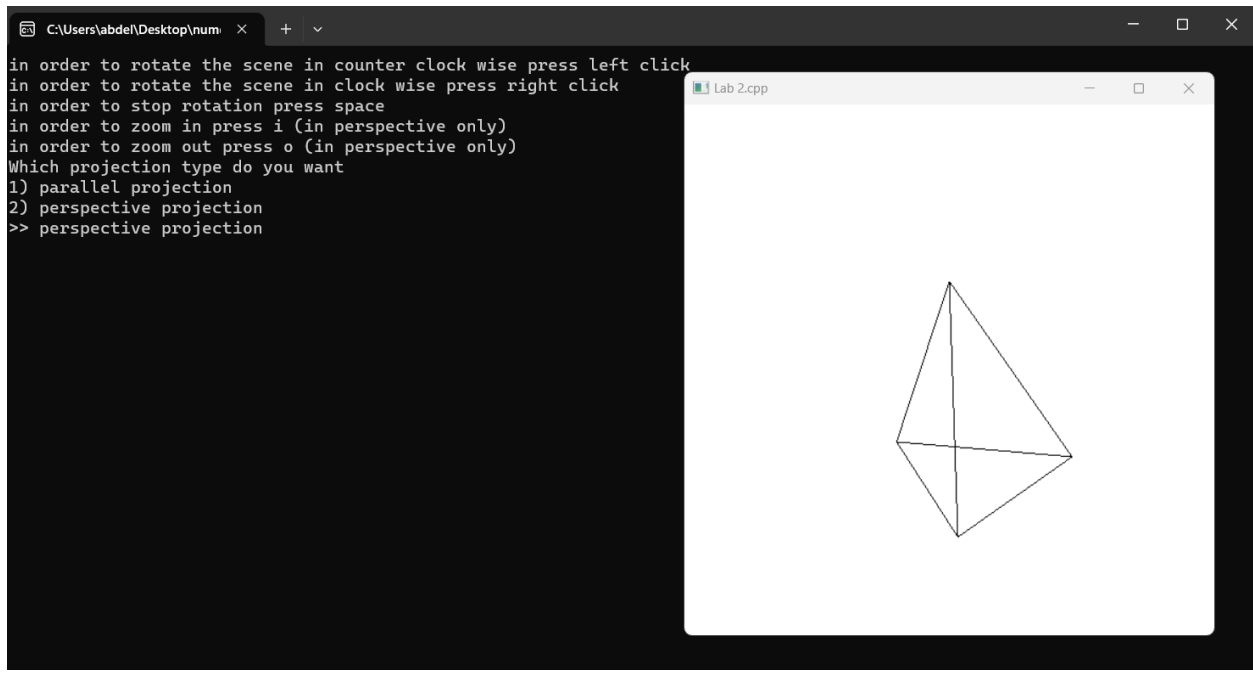 C:\Users\abdel\Desktop\num
in order to rotate the scene in counter clock wise press left click
in order to rotate the scene in clock wise press right click
in order to stop rotation press space
in order to zoom in press i (in perspective only)
in order to zoom out press o (in perspective only)
Which projection type do you want
1) parallel projection
2) perspective projection
>> perspective projection
Lab 2.cpp